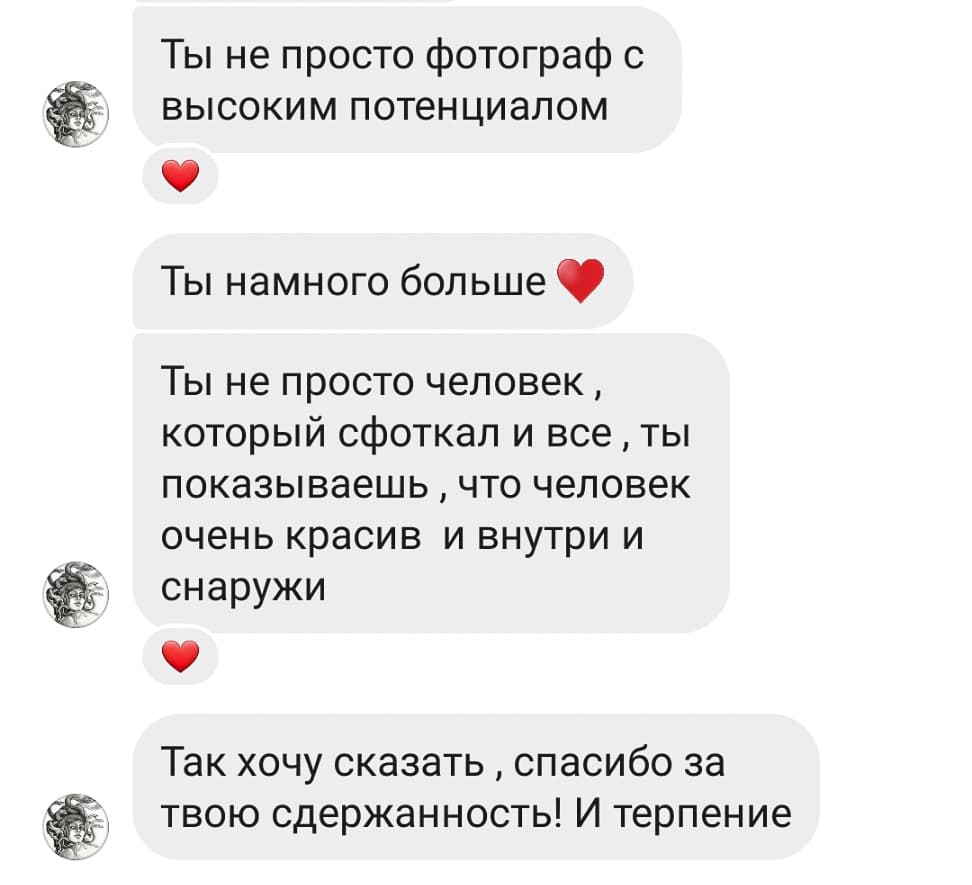 Ты не просто фотограф с
высоким потенциалом
Ты намного больше ❤️
Ты не просто человек ,
который сфоткал и все , ты
показываешь , что человек
очень красив  и внутри и
снаружи
Так хочу сказать , спасибо за
твою сдержанность! И терпение